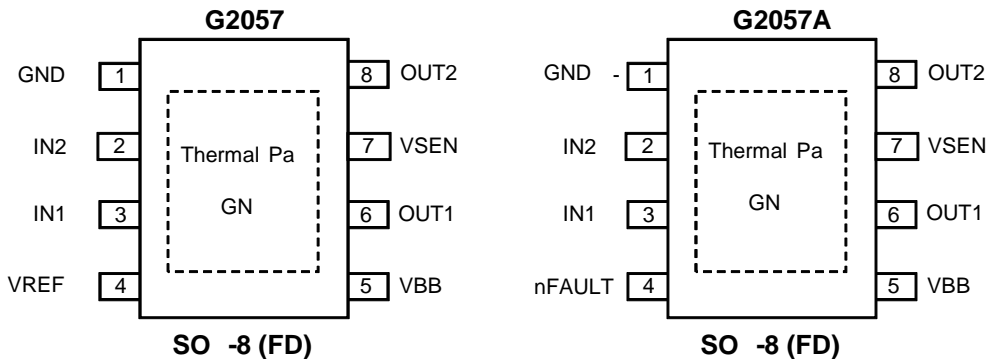 G2057
GND 1
8 OUT2
IN2 2
7 VSEN
Thermal Pa
GN
IN1 3
6 OUT1
VREF 4
5 VBB
SO -8 (FD)
G2057A
GND - 1
8 OUT2
IN2 2
7 VSEN
Thermal Pa
GN
IN1 3
6 OUT1
nFAULT 4
5 VBB
SO -8 (FD)